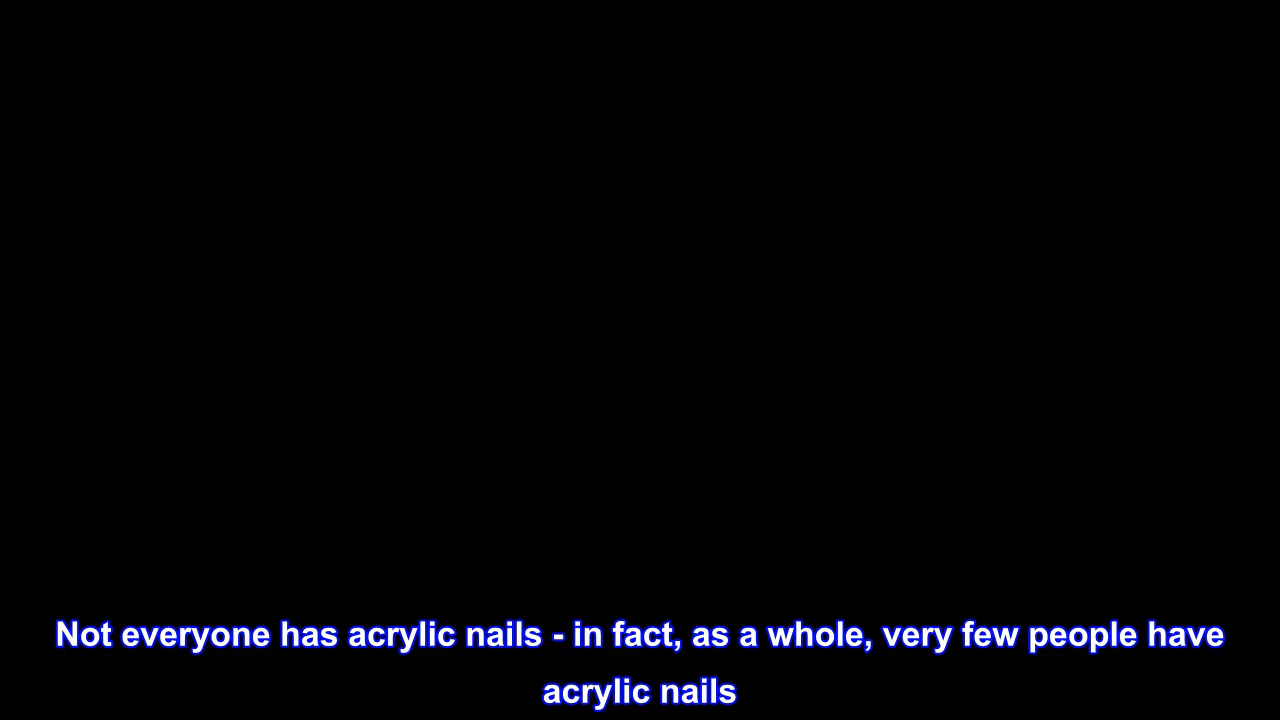 Not everyone has acrylic nails - in fact, as a whole, very few people have
acrylic nails